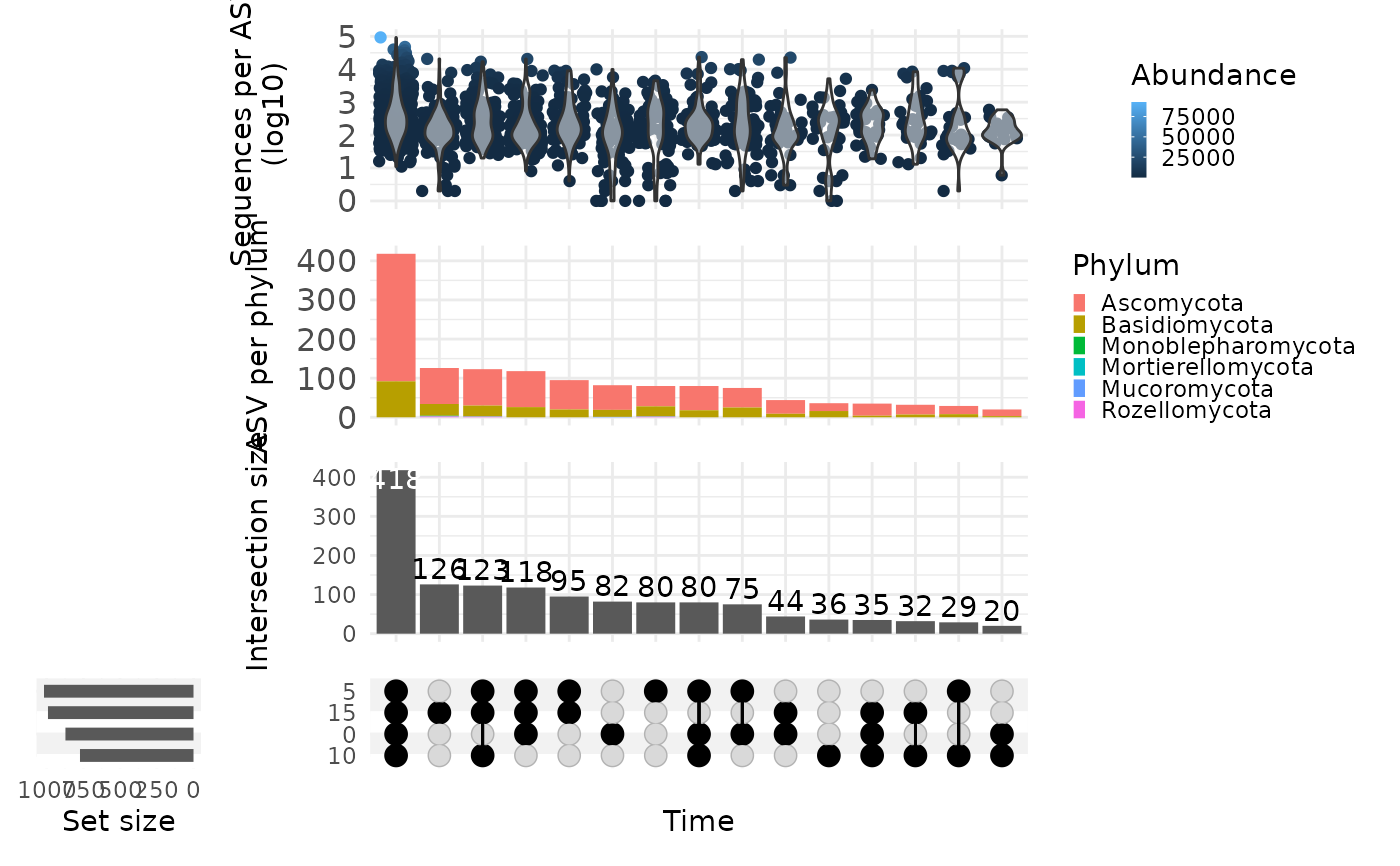 Sequences per AS
(log10)
5
4
3
2
1
0
Abundance
75000
50000
25000
ASV per phylum
400
300
200
100
0
Phylum
Ascomycota
Basidiomycota
Monoblepharomycota
Mortierellomycota
Mucoromycota
Rozellomycota
Intersection size
400
300
200
100
0
418 126 123 118 95 82 80 80 75 44 36 35 32 29 20
5
15
0
10
1000 750 500 250 0
Set size
Time